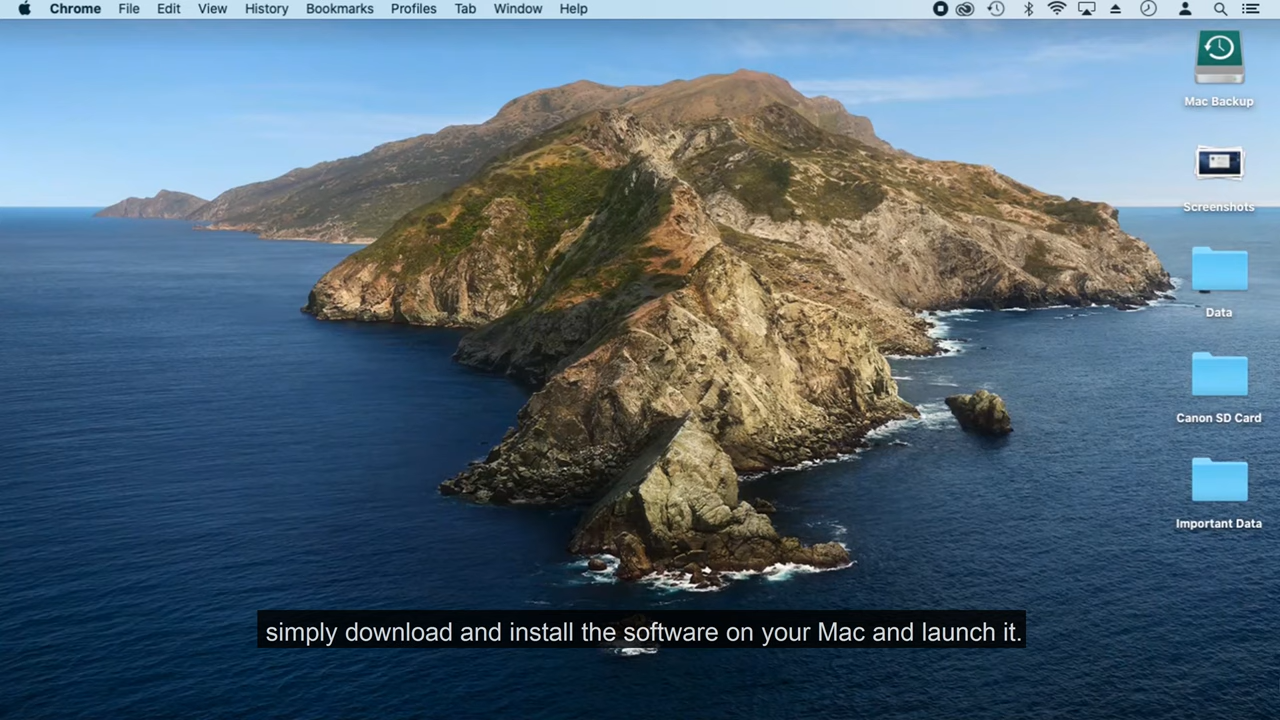 Chrome File Edit View History Bookmarks Profiles Tab Window Help
Mac Backup
Screenshots
Data
Canon SD Card
Important Data
simply download and install the software on your Mac and launch it.